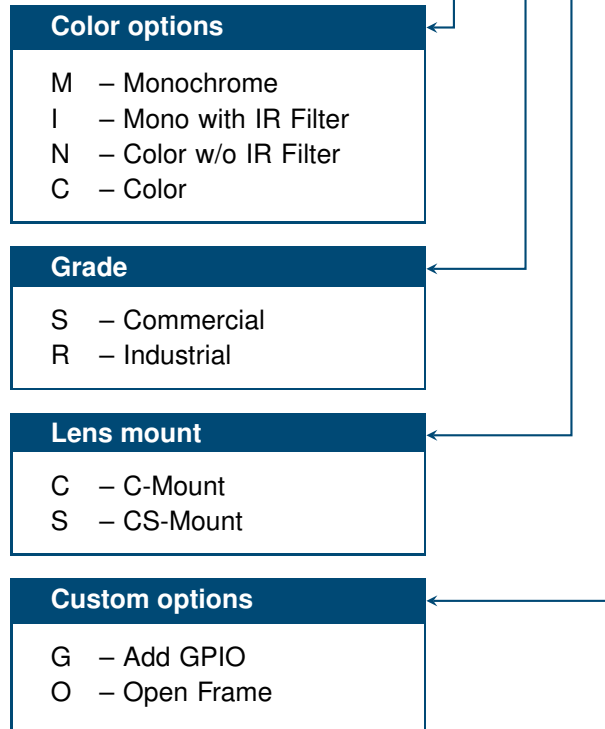 Color options
M – Monochrome
I – Mono with IR Filter
N – Color w/o IR Filter
C – Color
Grade
S – Commercial
R – Industrial
Lens mount
C – C-Mount
S – CS-Mount
Custom options
G – Add GPIO
O – Open Frame